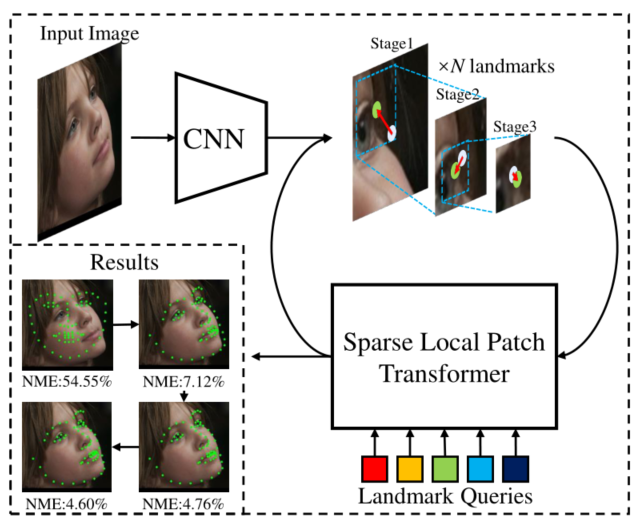 Input Image
CNN
Stage1
×N landmarks
Stage2
Stage3
Results
NME:54.55%
NME:7.12%
NME:4.60%
NME:4.76%
Sparse Local Patch
Transformer
Landmark Queries